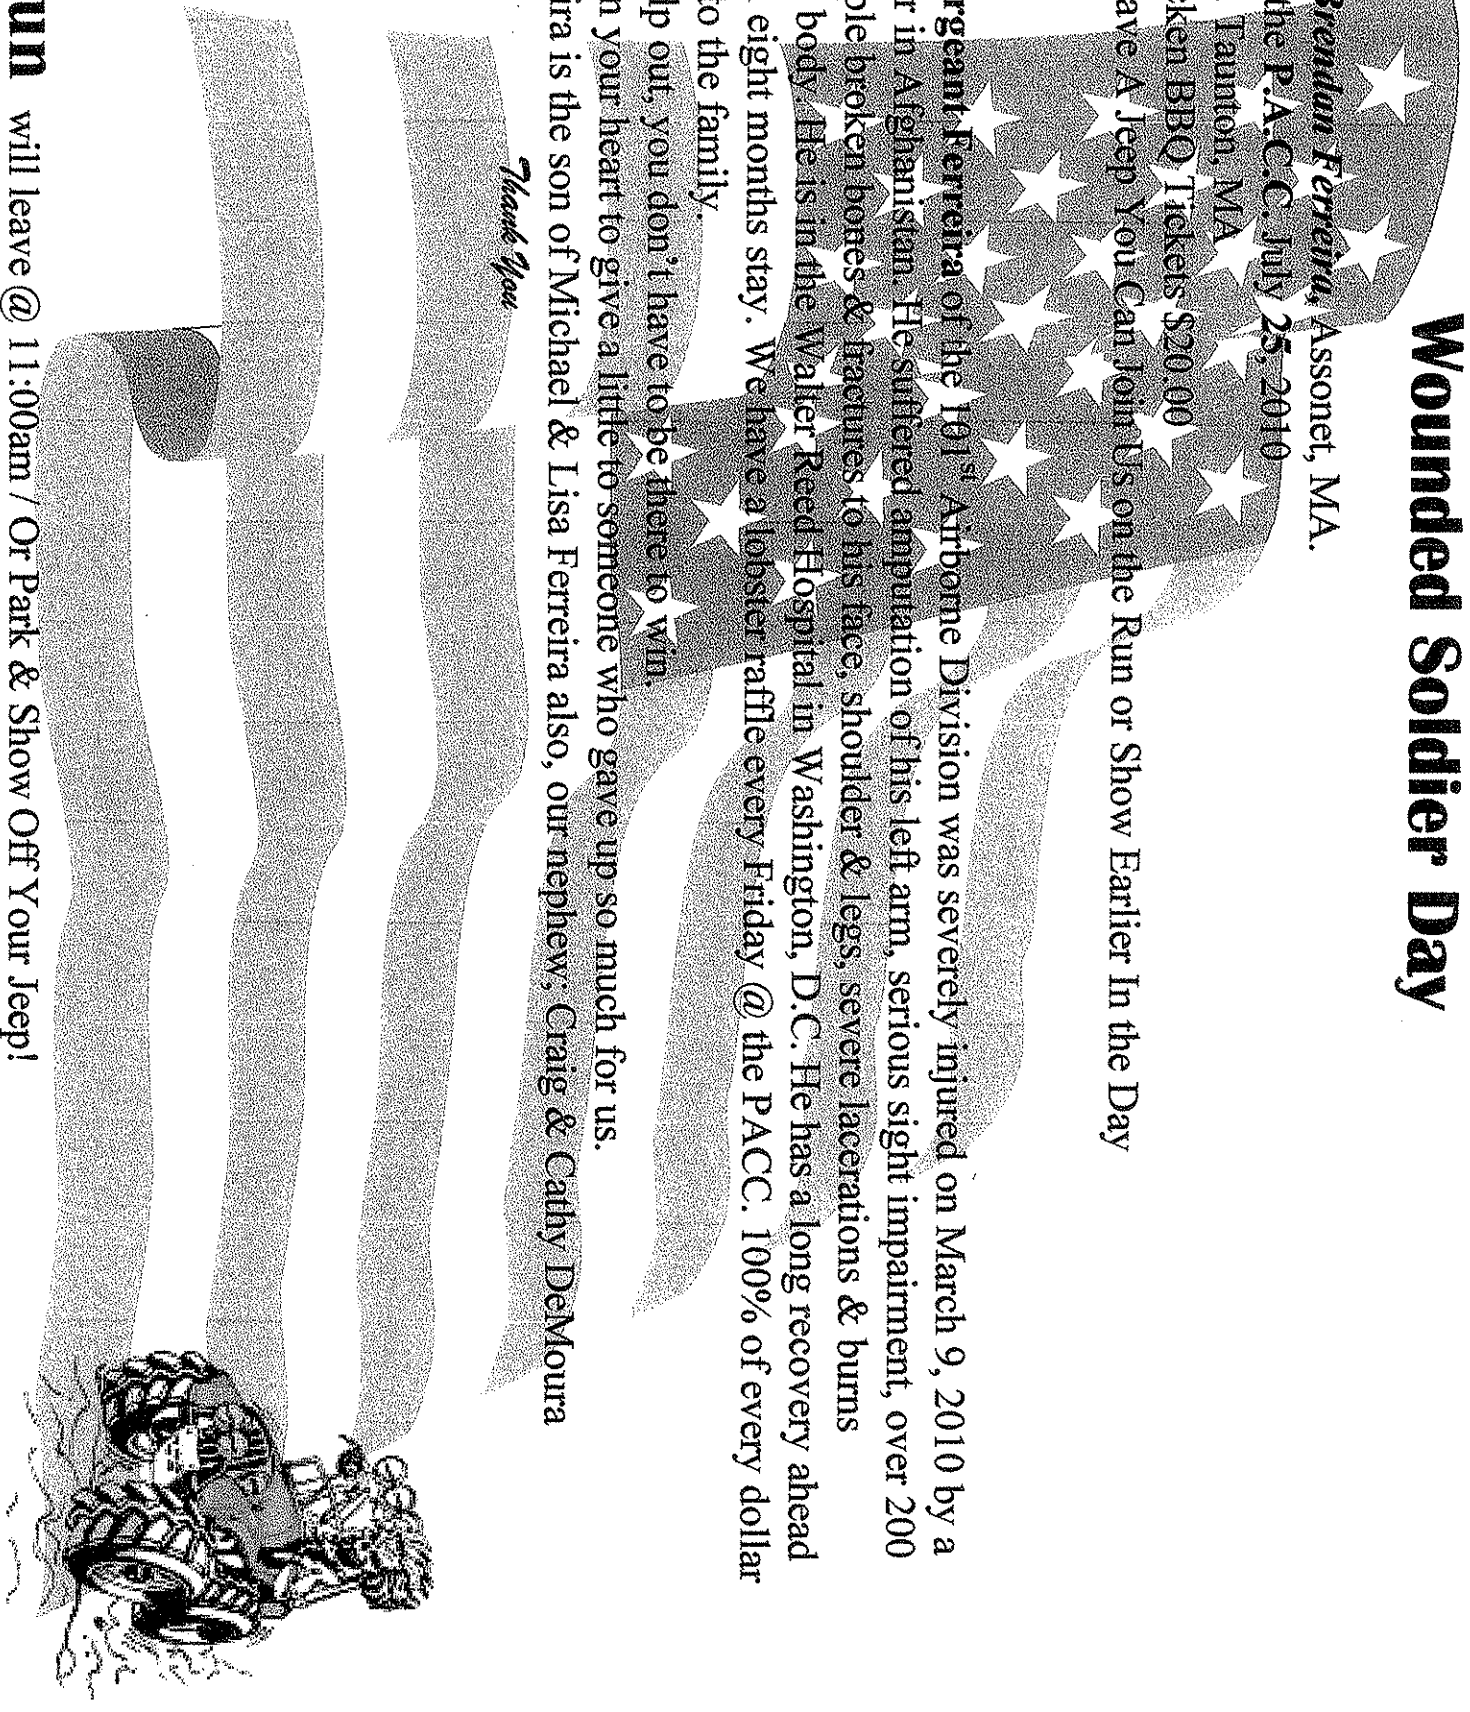 Wounded Soldier Day
Brendan Ferreira, Assonet, MA.
the P.A.C.C. July 25, 2010
Taunton, MA
BBQ Tickets $20.00
A Jeep You Can Join Us on the Run or Show Earlier In the Day
Ferreira of the 101st Airborne Division was severely injured on March 9, 2010 by a
in Afghanistan. He suffered amputation of his left arm, serious sight impairment, over 200
broken bones & fractures to his face, shoulder & legs, severe lacerations & burns
body. He is in the Walter Reed Hospital in Washington, D.C. He has a long recovery ahead
eight months stay. We have a lobster raffle every Friday @ the PACC. 100% of every dollar
to the family.
out, you don't have to be there to win.
your heart to give a little to someone who gave up so much for us.
is the son of Michael & Lisa Ferreira also, our nephew; Craig & Cathy DeMoura
Thank You
will leave @ 11:00am / Or Park & Show Off Your Jeep!